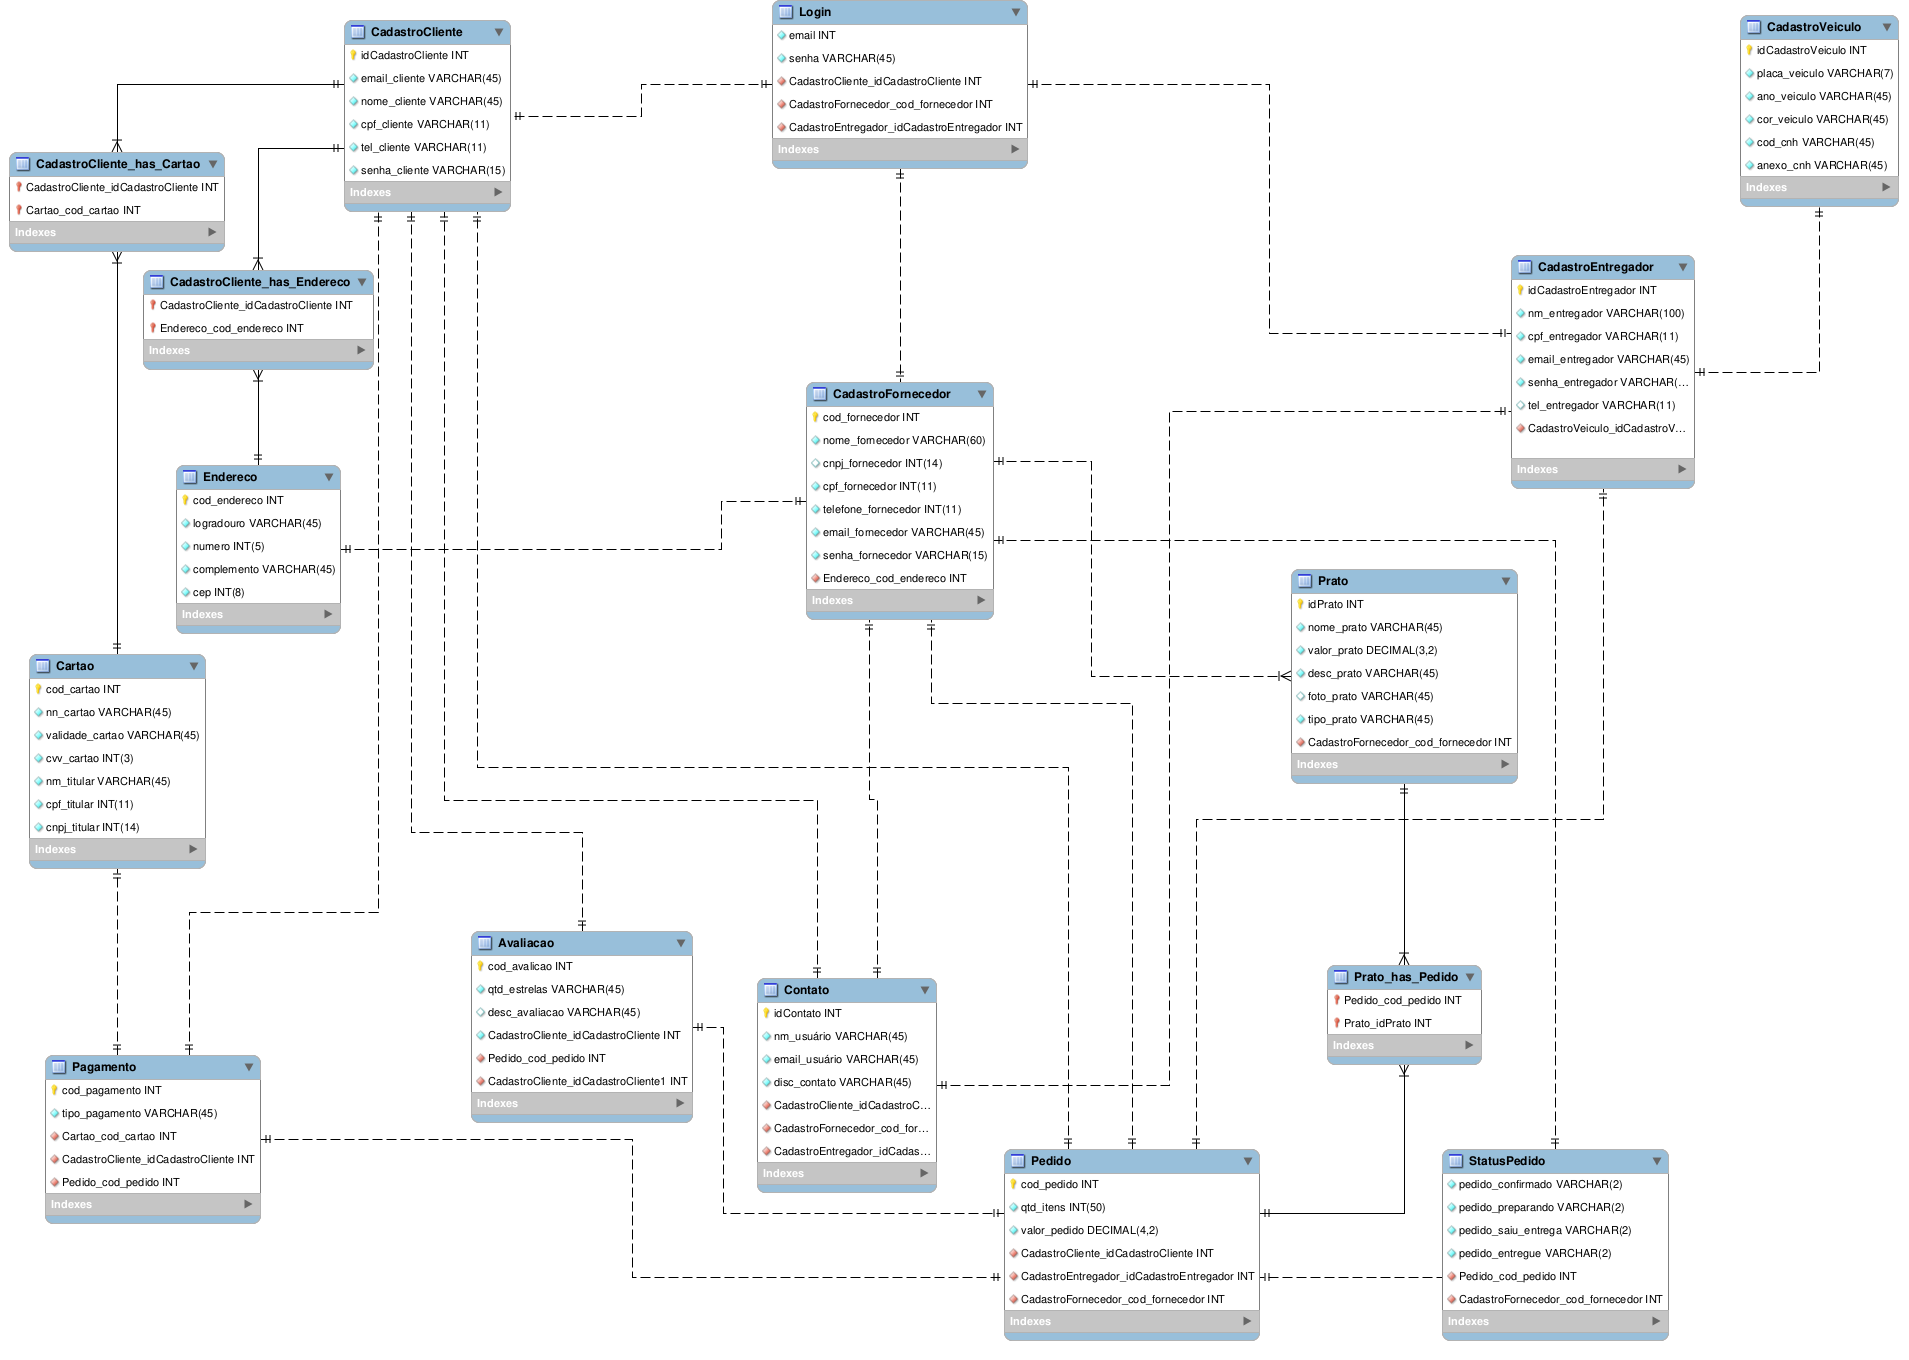 CadastroCliente
idCadastroCliente INT
email_cliente VARCHAR(45)
nome_cliente VARCHAR(45)
cpf_cliente VARCHAR(11)
tel_cliente VARCHAR(11)
senha_cliente VARCHAR(15)
Indexes
Login
email INT
senha VARCHAR(45)
CadastroCliente_idCadastroCliente INT
CadastroFornecedor_cod_fornecedor INT
CadastroEntregador_idCadastroEntregador INT
Indexes
CadastroVeiculo
idCadastroVeiculo INT
placa_veiculo VARCHAR(7)
ano_veiculo VARCHAR(45)
cor_veiculo VARCHAR(45)
cod_cnh VARCHAR(45)
anexo_cnh VARCHAR(45)
Indexes
CadastroCliente_has_Cartao
CadastroCliente_idCadastroCliente INT
Cartao_cod_cartao INT
Indexes
CadastroCliente_has_Endereco
CadastroCliente_idCadastroCliente INT
Endereco_cod_endereco INT
Indexes
CadastroEntregador
idCadastroEntregador INT
nm_entregador VARCHAR(100)
cpf_entregador VARCHAR(11)
email_entregador VARCHAR(45)
senha_entregador VARCHAR(...
tel_entregador VARCHAR(11)
CadastroVeiculo_idCadastroV...
Indexes
CadastroFornecedor
cod_fornecedor INT
nome_fornecedor VARCHAR(60)
cnpj_fornecedor INT(14)
cpf_fornecedor INT(11)
telefone_fornecedor INT(11)
email_fornecedor VARCHAR(45)
senha_fornecedor VARCHAR(15)
Endereco_cod_endereco INT
Indexes
Endereco
cod_endereco INT
logradouro VARCHAR(45)
numero INT(5)
complemento VARCHAR(45)
cep INT(8)
Indexes
Prato
idPrato INT
nome_prato VARCHAR(45)
valor_prato DECIMAL(3,2)
desc_prato VARCHAR(45)
foto_prato VARCHAR(45)
tipo_prato VARCHAR(45)
CadastroFornecedor_cod_fornecedor INT
Indexes
Cartao
cod_cartao INT
nn_cartao VARCHAR(45)
validade_cartao VARCHAR(45)
cvv_cartao INT(3)
nm_titular VARCHAR(45)
cpf_titular INT(11)
cnpj_titular INT(14)
Indexes
Avaliacao
cod_avalicao INT
qtd_estrelas VARCHAR(45)
desc_avaliacao VARCHAR(45)
CadastroCliente_idCadastroCliente INT
Pedido_cod_pedido INT
CadastroCliente_idCadastroCliente1 INT
Indexes
Contato
idContato INT
nm_usuário VARCHAR(45)
email_usuário VARCHAR(45)
disc_contato VARCHAR(45)
CadastroCliente_idCadastroC...
CadastroFornecedor_cod_for...
CadastroEntregador_idCadas...
Indexes
Prato_has_Pedido
Pedido_cod_pedido INT
Prato_idPrato INT
Indexes
Pagamento
cod_pagamento INT
tipo_pagamento VARCHAR(45)
Cartao_cod_cartao INT
CadastroCliente_idCadastroCliente INT
Pedido_cod_pedido INT
Indexes
Pedido
cod_pedido INT
qtd_itens INT(50)
valor_pedido DECIMAL(4,2)
CadastroCliente_idCadastroCliente INT
CadastroEntregador_idCadastroEntregador INT
CadastroFornecedor_cod_fornecedor INT
Indexes
StatusPedido
pedido_confirmado VARCHAR(2)
pedido_preparando VARCHAR(2)
pedido_saiu_entrega VARCHAR(2)
pedido_entregue VARCHAR(2)
Pedido_cod_pedido INT
CadastroFornecedor_cod_fornecedor INT
Indexes